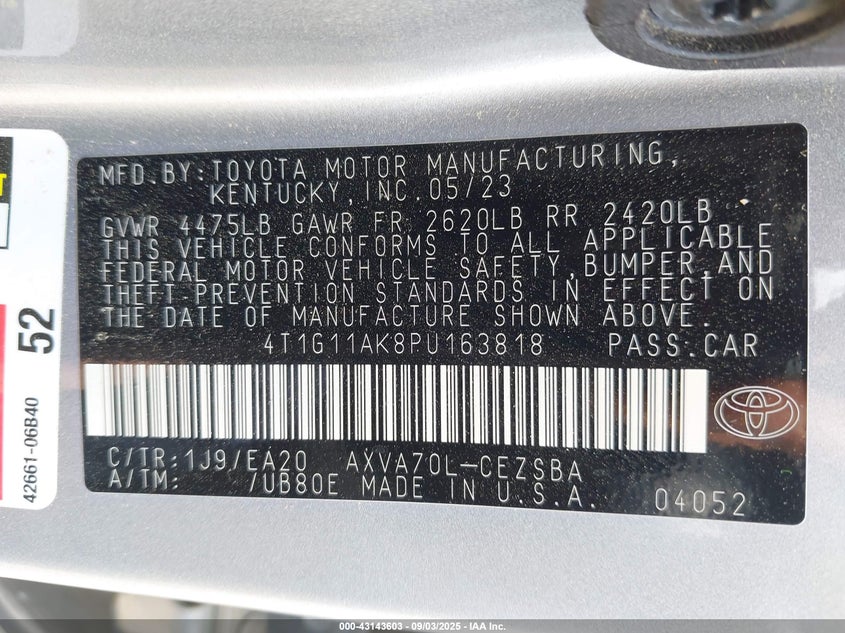 MFD.BY:TOYOTA MOTOR MANUFACTURING,
KENTUCKY,INC.05/23
GVWR 4475LB GAWR FR 2620LB RR 2420LB
THIS VEHICLE CONFORMS TO ALL APPLICABLE
FEDERAL MOTOR VEHICLE SAFETY,BUMPER,AND
THEFT PREVENTION STANDARDS IN EFFECT ON
THE DATE OF MANUFACTURE SHOWN ABOVE.
4T1G11AK8PU163818 PASS.CAR
C/TR:1J9/EA20 AXVA70L-CEZSBA
A/TM: /UB80E MADE IN U.S.A. 04052
52
42661-06B40
000-43143603 - 09/03/2025 - IAA Inc.